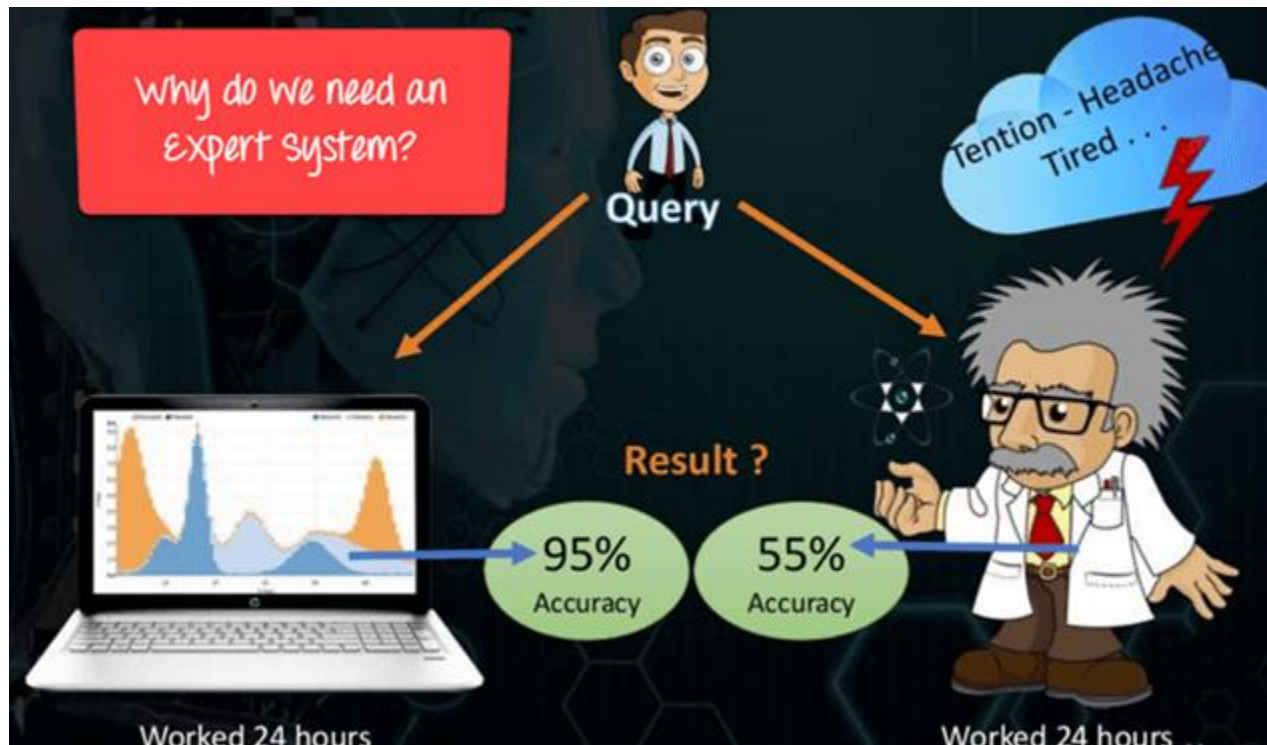 Why do we need an
Expert System?
Query
Tention - Headache
Tired . . .
Result ?
95%
Accuracy
55%
Accuracy
Worked 24 hours
Worked 24 hours